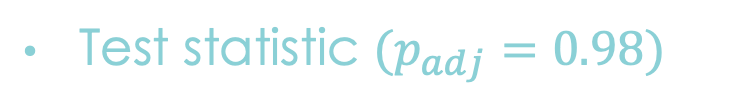 • Test statistic (p_adj = 0.98)